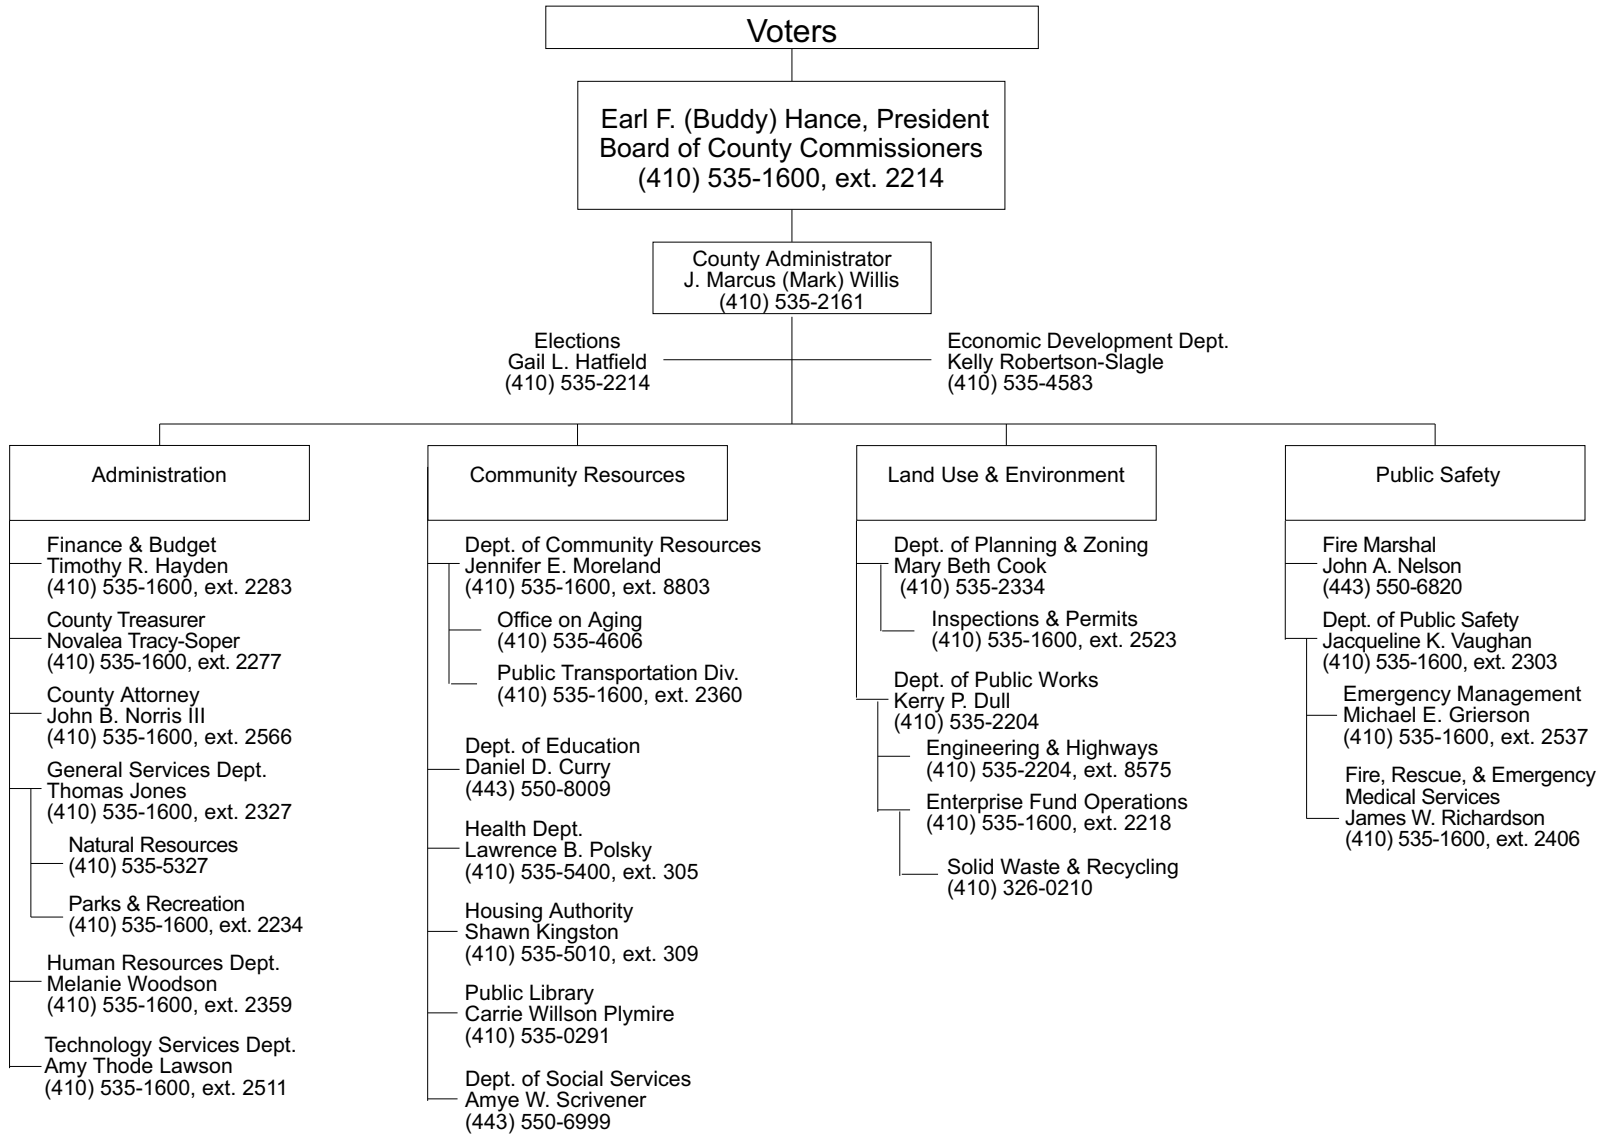 Voters
Earl F. (Buddy) Hance, President
Board of County Commissioners
(410) 535-1600, ext. 2214
County Administrator
J. Marcus (Mark) Willis
(410) 535-2161
Elections
Gail L. Hatfield
(410) 535-2214
Economic Development Dept.
Kelly Robertson-Slagle
(410) 535-4583
Administration
Finance & Budget
Timothy R. Hayden
(410) 535-1600, ext. 2283
County Treasurer
Novalea Tracy-Soper
(410) 535-1600, ext. 2277
County Attorney
John B. Norris III
(410) 535-1600, ext. 2566
General Services Dept.
Thomas Jones
(410) 535-1600, ext. 2327
Natural Resources
(410) 535-5327
Parks & Recreation
(410) 535-1600, ext. 2234
Human Resources Dept.
Melanie Woodson
(410) 535-1600, ext. 2359
Technology Services Dept.
Amy Thode Lawson
(410) 535-1600, ext. 2511
Community Resources
Dept. of Community Resources
Jennifer E. Moreland
(410) 535-1600, ext. 8803
Office on Aging
(410) 535-4606
Public Transportation Div.
(410) 535-1600, ext. 2360
Dept. of Education
Daniel D. Curry
(443) 550-8009
Health Dept.
Lawrence B. Polsky
(410) 535-5400, ext. 305
Housing Authority
Shawn Kingston
(410) 535-5010, ext. 309
Public Library
Carrie Willson Plymire
(410) 535-0291
Dept. of Social Services
Amye W. Scrivener
(443) 550-6999
Land Use & Environment
Dept. of Planning & Zoning
Mary Beth Cook
(410) 535-2334
Inspections & Permits
(410) 535-1600, ext. 2523
Dept. of Public Works
Kerry P. Dull
(410) 535-2204
Engineering & Highways
(410) 535-2204, ext. 8575
Enterprise Fund Operations
(410) 535-1600, ext. 2218
Solid Waste & Recycling
(410) 326-0210
Public Safety
Fire Marshal
John A. Nelson
(443) 550-6820
Dept. of Public Safety
Jacqueline K. Vaughan
(410) 535-1600, ext. 2303
Emergency Management
Michael E. Grierson
(410) 535-1600, ext. 2537
Fire, Rescue, & Emergency
Medical Services
James W. Richardson
(410) 535-1600, ext. 2406